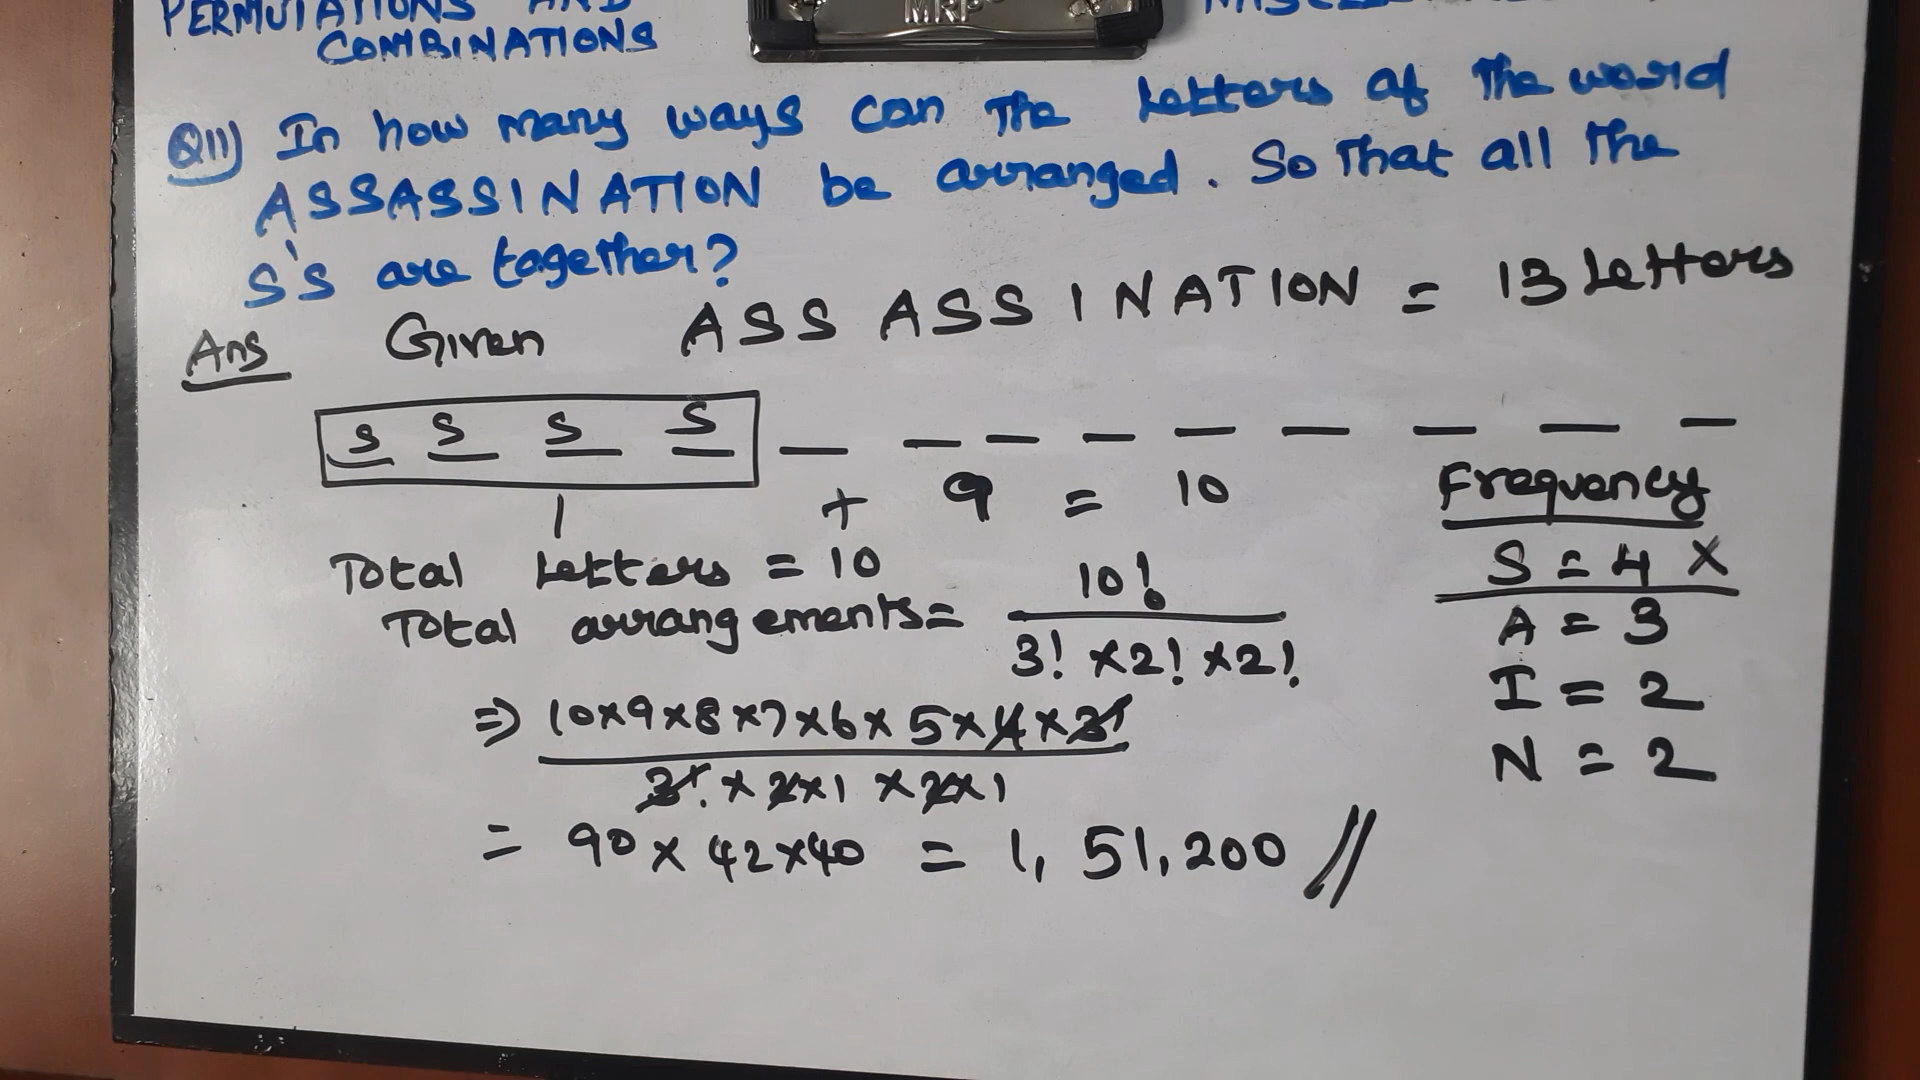 PERMUTATIONS AND
COMBINATIONS
MRP
Q11) In how many ways can the letters of the word
ASSASSINATION be arranged. So that all the
S's are together?
Ans Given ASSASSINATION = 13 letters
S S S S
1 + 9 = 10
Total letters = 10
Total arrangements = 10! / 3! × 2! × 2!
⇒ 10×9×8×7×6×5×4×3!
3! × 2×1 × 2×1
= 90 × 42×40 = 1,51,200 //
Frequency
S = 4 ×
A = 3
I = 2
N = 2